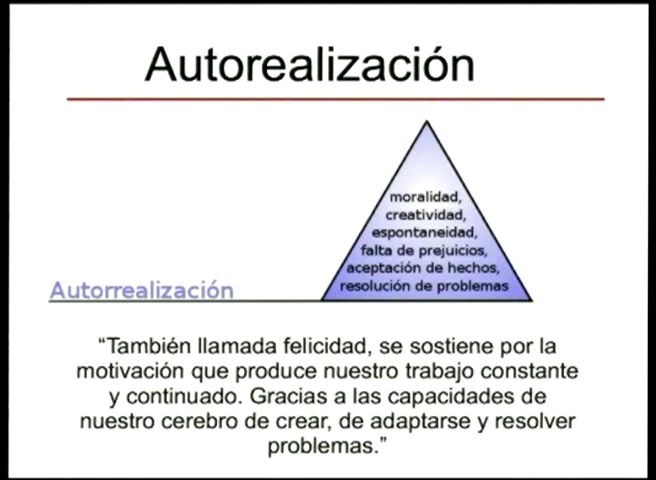 Autorealización
moralidad,
creatividad,
espontaneidad,
falta de prejuicios,
aceptación de hechos,
resolución de problemas
Autorrealización
“También llamada felicidad, se sostiene por la
motivación que produce nuestro trabajo constante
y continuado. Gracias a las capacidades de
nuestro cerebro de crear, de adaptarse y resolver
problemas.”